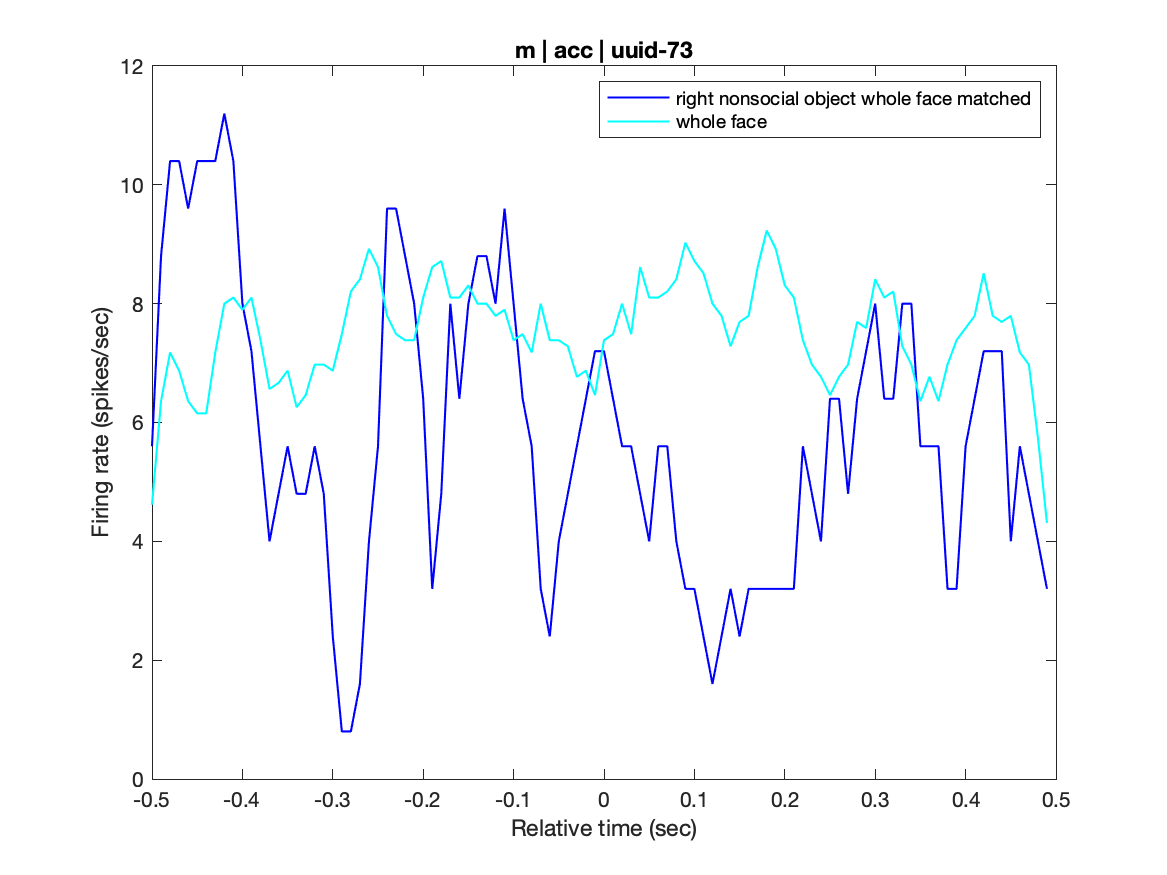 m | acc | uuid-73
right nonsocial object whole face matched
whole face
Firing rate (spikes/sec)
12
10
8
6
4
2
0
-0.5 -0.4 -0.3 -0.2 -0.1 0 0.1 0.2 0.3 0.4 0.5
Relative time (sec)